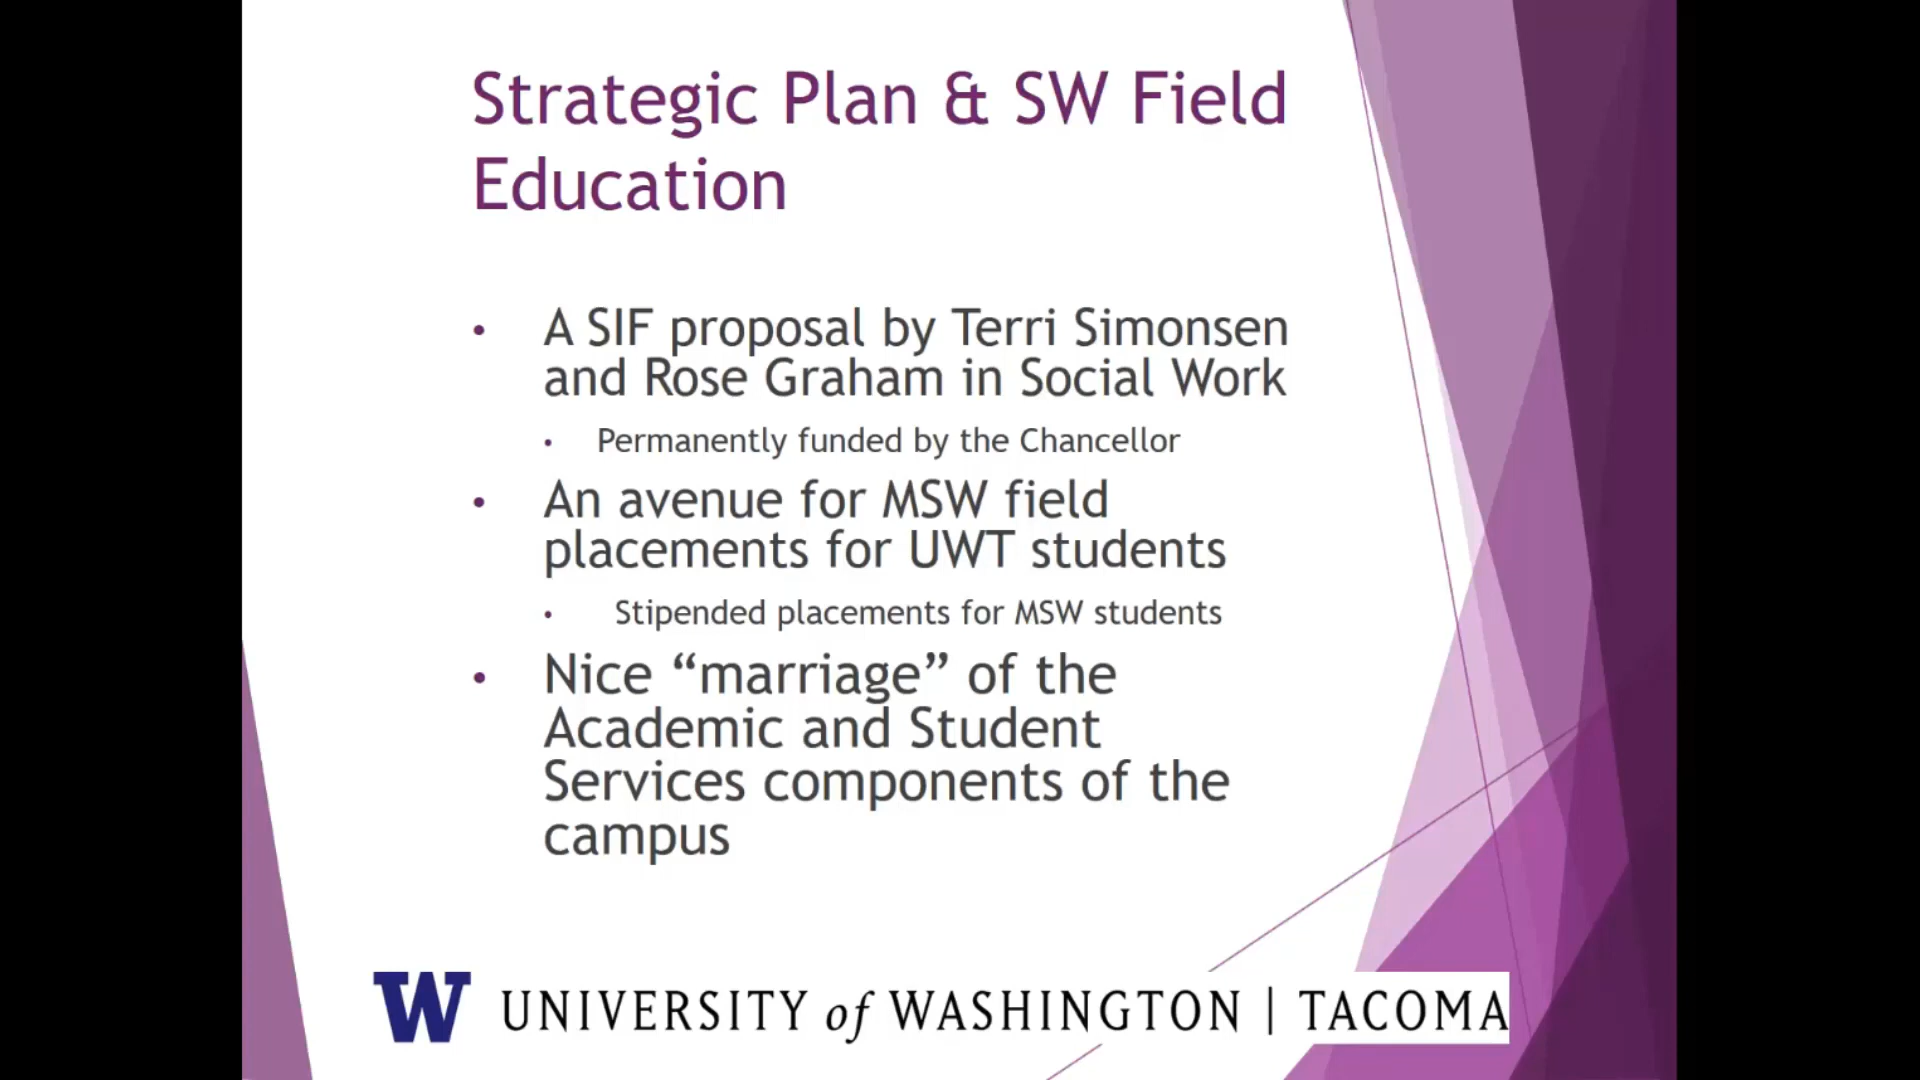 Strategic Plan & SW Field
Education
• A SIF proposal by Terri Simonsen
and Rose Graham in Social Work
• Permanently funded by the Chancellor
• An avenue for MSW field
placements for UWT students
• Stipended placements for MSW students
• Nice “marriage” of the
Academic and Student
Services components of the
campus
W UNIVERSITY of WASHINGTON | TACOMA